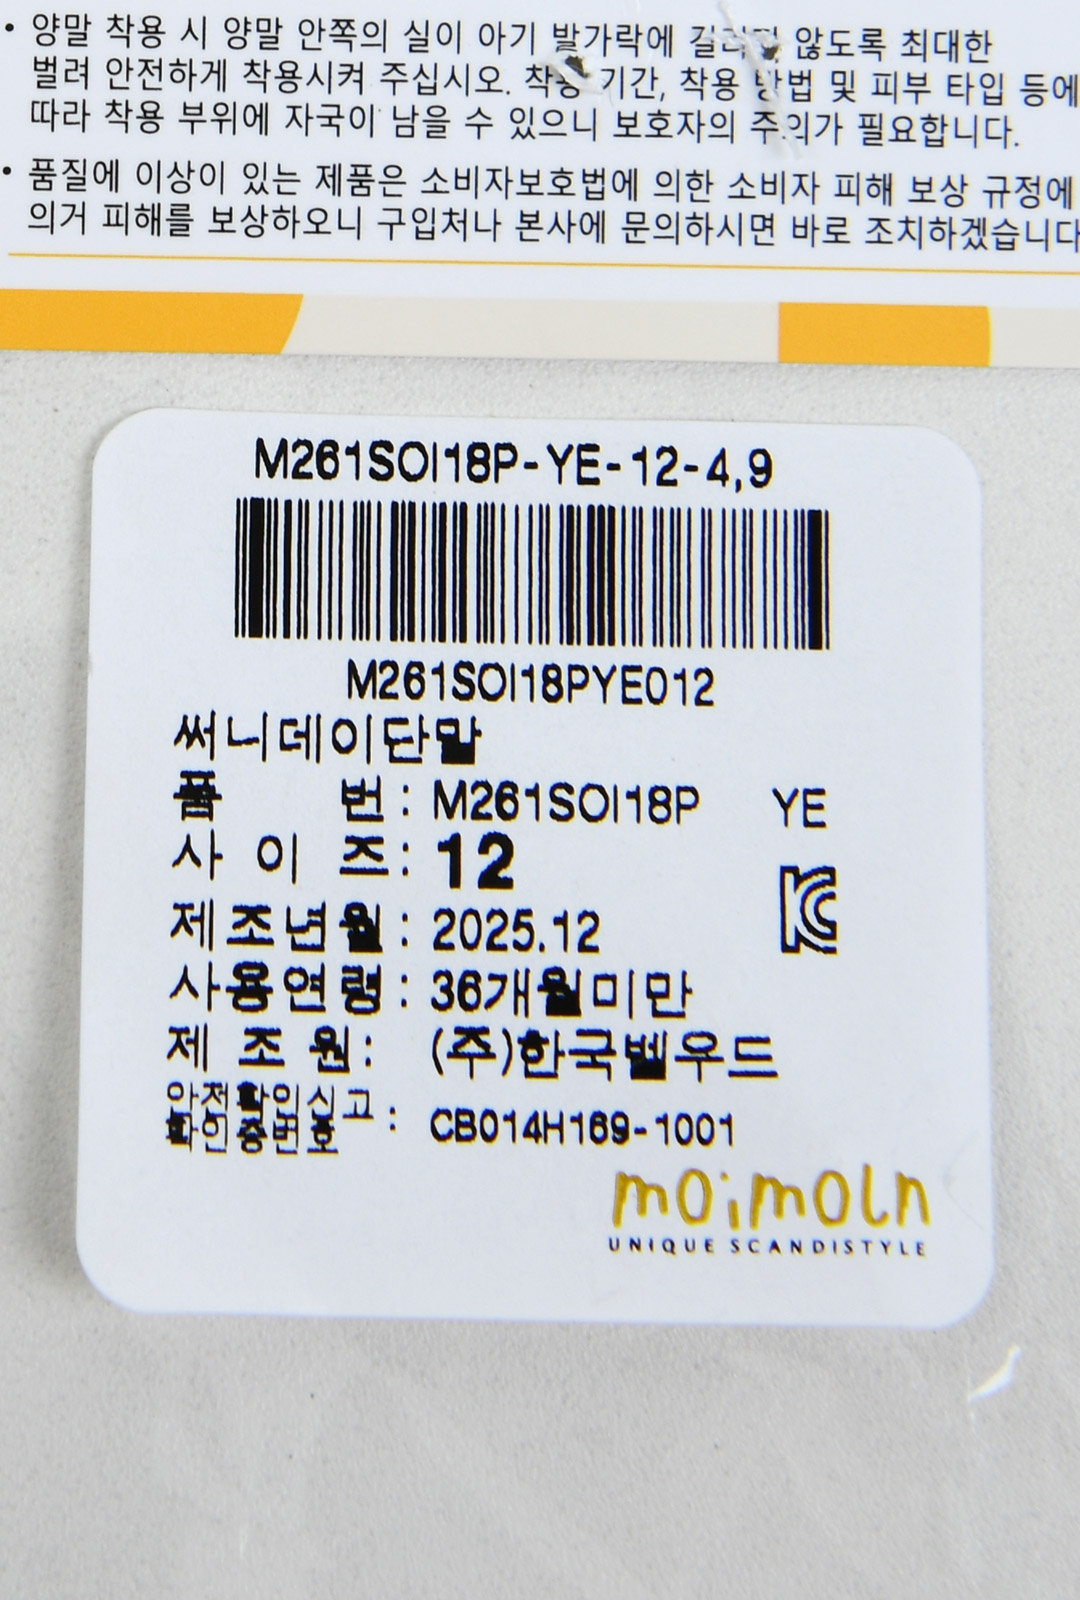 • 양말 착용 시 양말 안쪽의 실이 아기 발가락에 걸리지 않도록 최대한
벌려 안전하게 착용시켜 주십시오. 착용 기간, 착용 방법 및 피부 타입 등에
따라 착용 부위에 자국이 남을 수 있으니 보호자의 주의가 필요합니다.
• 품질에 이상이 있는 제품은 소비자보호법에 의한 소비자 피해 보상 규정에
의거 피해를 보상하오니 구입처나 본사에 문의하시면 바로 조치하겠습니다
M261SOI18P-YE-12-4,9
M261SOI18PYE012
써니데이단말
품 번 : M261SOI18P YE
사 이 즈 : 12
제조년월 : 2025.12
사용연령 : 36개월미만
제 조 원 : (주)한국벨우드
안전확인신고
확인증번호 : CB014H169-1001
moimoln
UNIQUE SCANDISTYLE